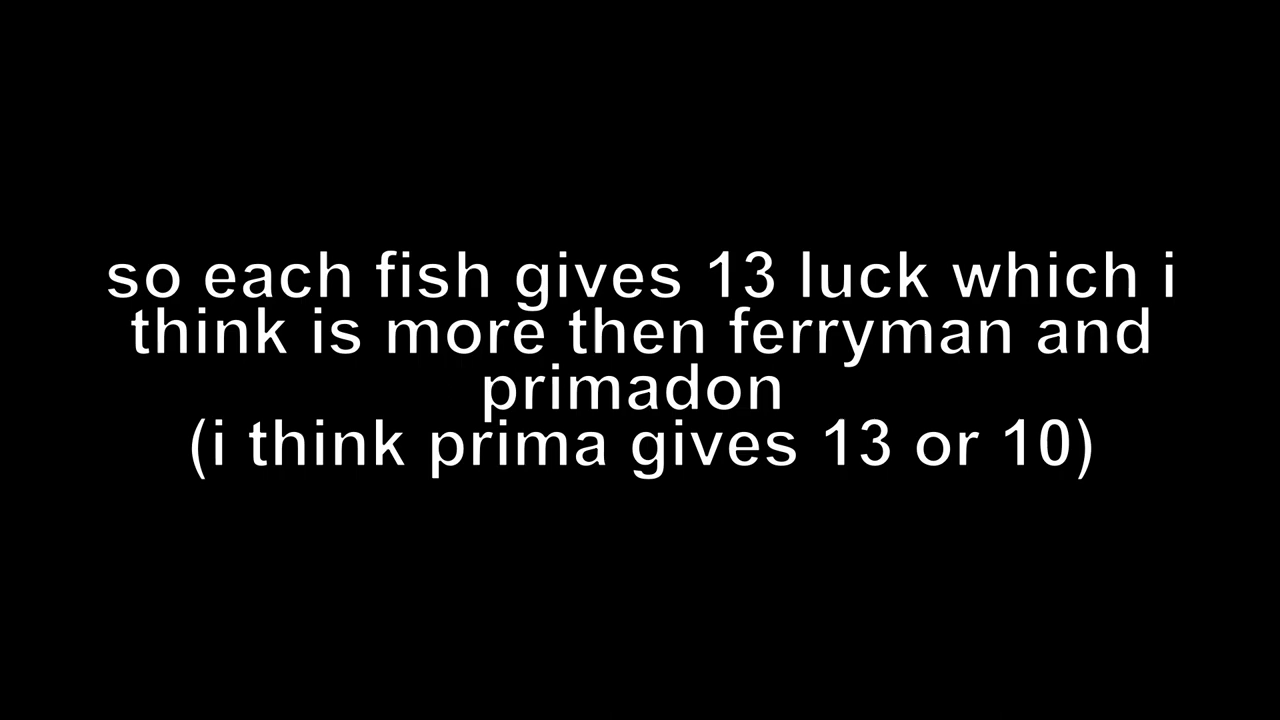 so each fish gives 13 luck which i
think is more then ferryman and
primadon
(i think prima gives 13 or 10)